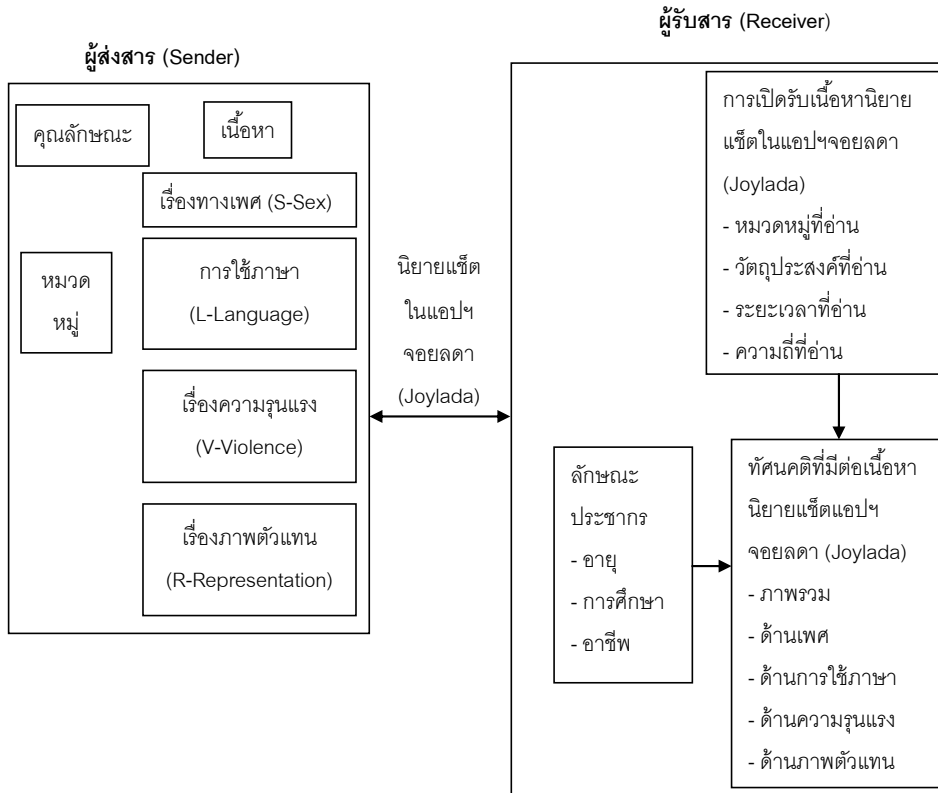 ผู้ส่งสาร (Sender)
คุณลักษณะ
เนื้อหา
เรื่องทางเพศ (S-Sex)
หมวด
หมู่
การใช้ภาษา
(L-Language)
เรื่องความรุนแรง
(V-Violence)
เรื่องภาพตัวแทน
(R-Representation)
นิยายแช็ต
ในแอปฯ
จอยลดา
(Joylada)
ผู้รับสาร (Receiver)
การเปิดรับเนื้อหานิยาย
แช็ตในแอปฯจอยลดา
(Joylada)
- หมวดหมู่ที่อ่าน
- วัตถุประสงค์ที่อ่าน
- ระยะเวลาที่อ่าน
- ความถี่ที่อ่าน
ลักษณะ
ประชากร
- อายุ
- การศึกษา
- อาชีพ
ทัศนคติที่มีต่อเนื้อหา
นิยายแช็ตแอปฯ
จอยลดา (Joylada)
- ภาพรวม
- ด้านเพศ
- ด้านการใช้ภาษา
- ด้านความรุนแรง
- ด้านภาพตัวแทน